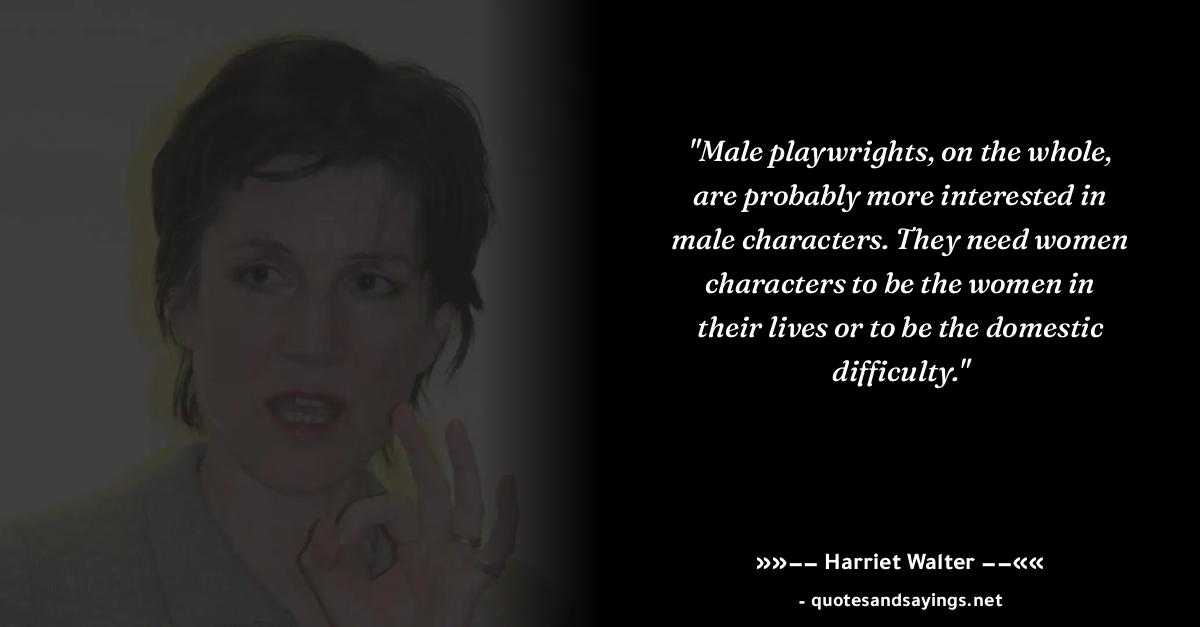 "Male playwrights, on the whole,
are probably more interested in
male characters. They need women
characters to be the women in
their lives or to be the domestic
difficulty."
»»–– Harriet Walter ––««
- quotesandsayings.net